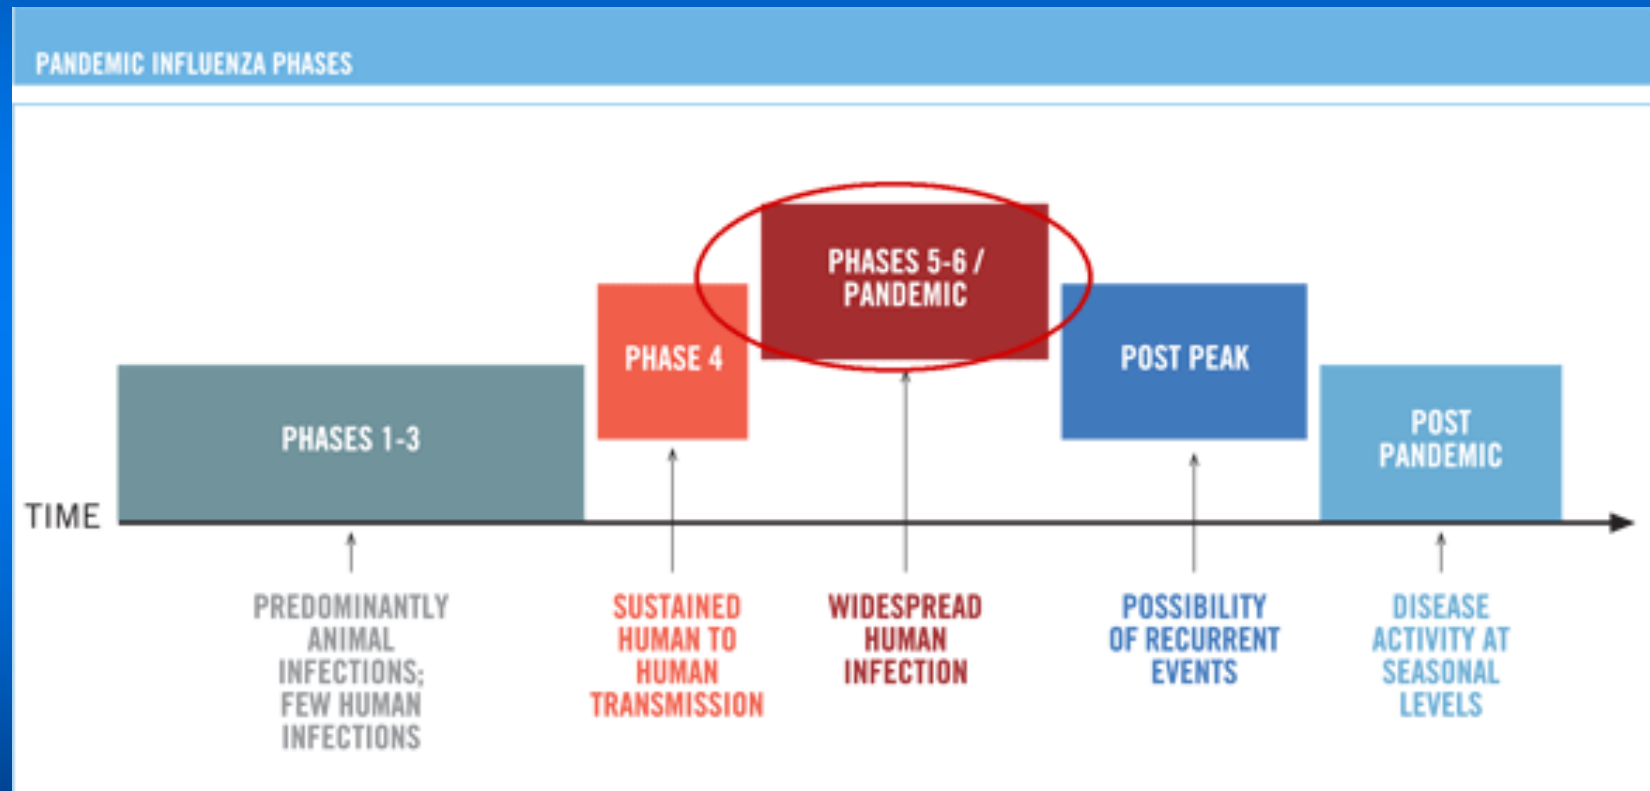 PANDEMIC INFLUENZA PHASES
PHASES 5-6 /
PANDEMIC
PHASE 4
POST PEAK
PHASES 1-3
POST
PANDEMIC
TIME
PREDOMINANTLY
ANIMAL
INFECTIONS;
FEW HUMAN
INFECTIONS
SUSTAINED
HUMAN TO
HUMAN
TRANSMISSION
WIDESPREAD
HUMAN
INFECTION
POSSIBILITY
OF RECURRENT
EVENTS
DISEASE
ACTIVITY AT
SEASONAL
LEVELS